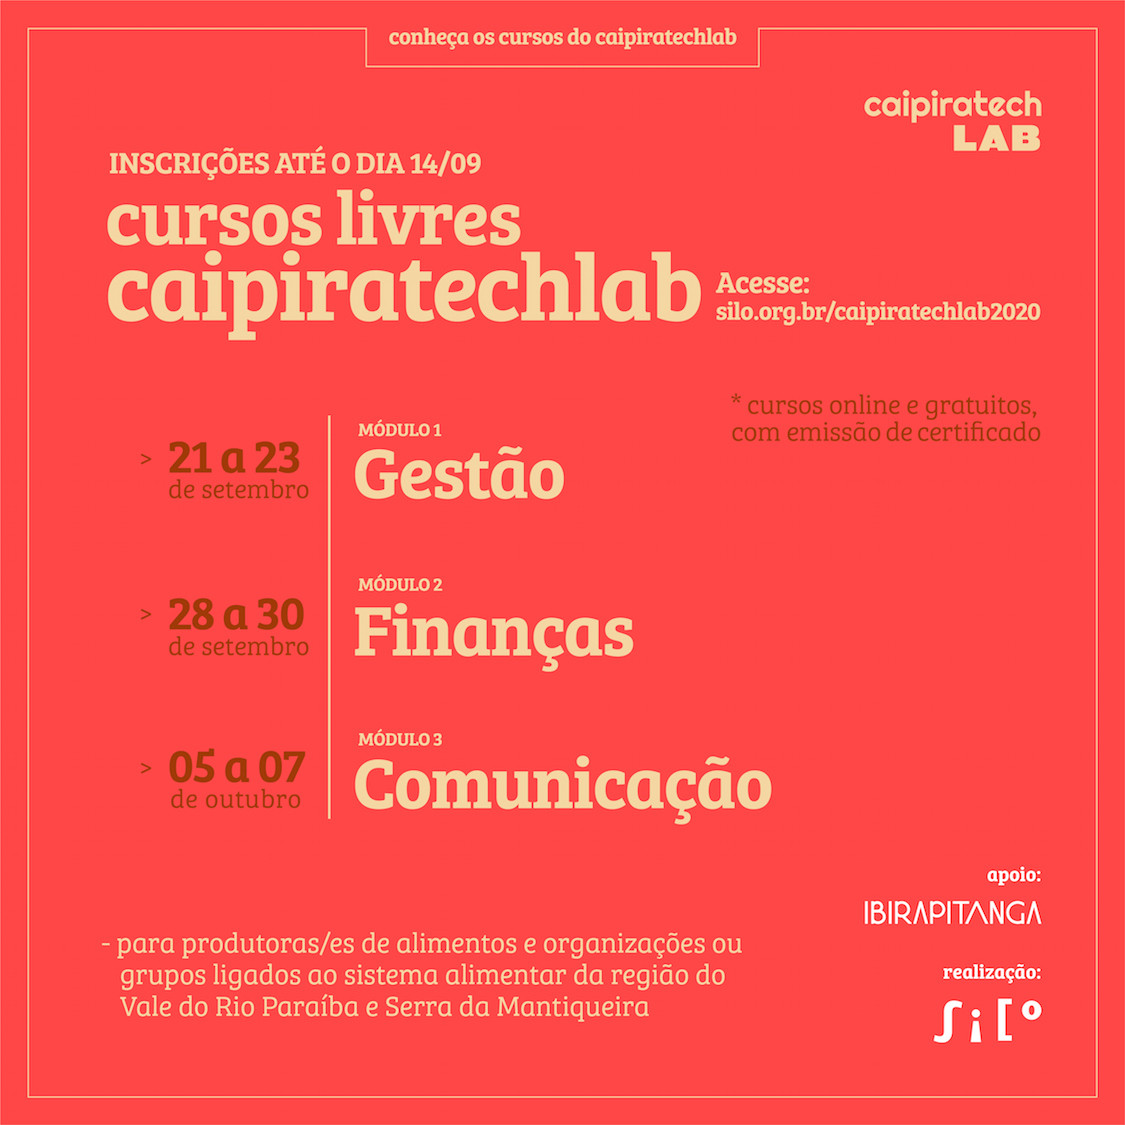 conheça os cursos do caipiratechlab
caipiratech
LAB
INSCRIÇÕES ATÉ O DIA 14/09
cursos livres
caipiratechlab
Acesse:
silo.org.br/caipiratechlab2020
* cursos online e gratuitos,
com emissão de certificado
> 21 a 23
de setembro
MÓDULO 1
Gestão
> 28 a 30
de setembro
MÓDULO 2
Finanças
> 05 a 07
de outubro
MÓDULO 3
Comunicação
- para produtoras/es de alimentos e organizações ou
grupos ligados ao sistema alimentar da região do
Vale do Rio Paraíba e Serra da Mantiqueira
apoio:
IBIRAPITANGA
realização:
silo